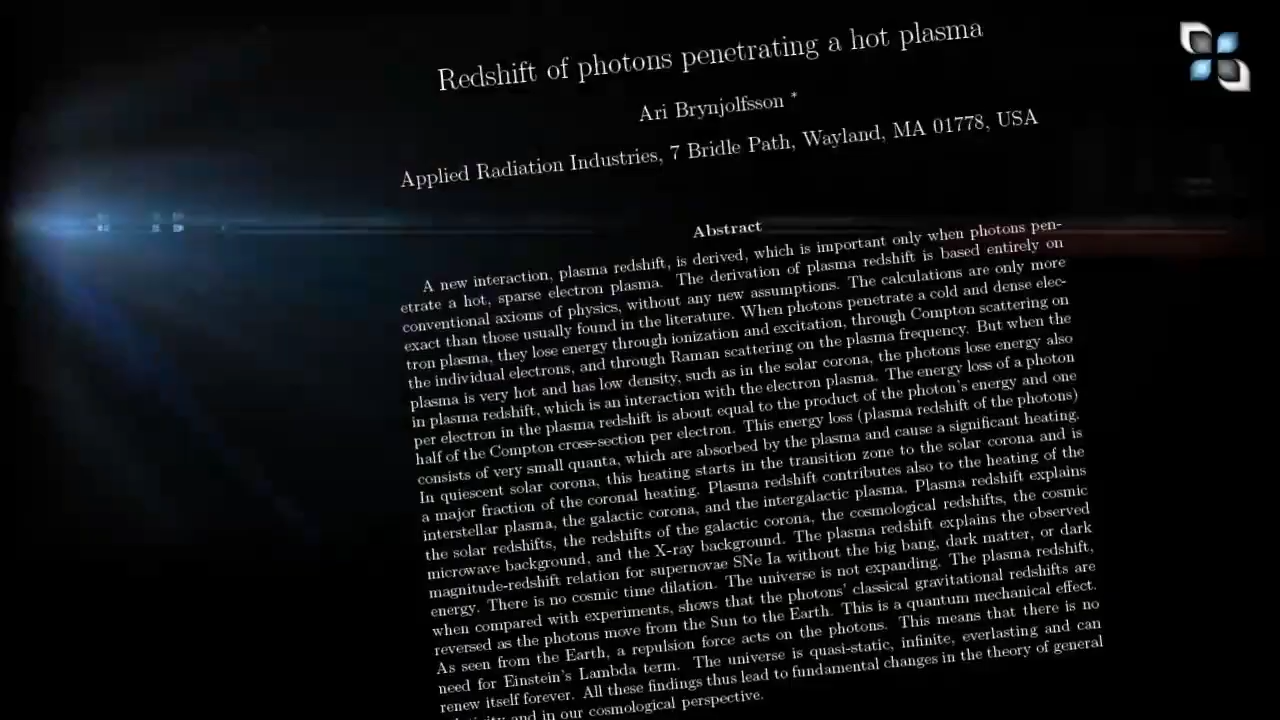 Redshift of photons penetrating a hot plasma
Ari Brynjolfsson *
Applied Radiation Industries, 7 Bridle Path, Wayland, MA 01778, USA
Abstract
A new interaction, plasma redshift, is derived, which is important only when photons pen-
etrate a hot, sparse electron plasma. The derivation of plasma redshift is based entirely on
conventional axioms of physics, without any new assumptions. The calculations are only more
exact than those usually found in the literature. When photons penetrate a cold and dense elec-
tron plasma, they lose energy through ionization and excitation, through Compton scattering on
the individual electrons, and through Raman scattering on the plasma frequency. But when the
plasma is very hot and has low density, such as in the solar corona, the photons lose energy also
in plasma redshift, which is an interaction with the electron plasma. The energy loss of a photon
per electron in the plasma redshift is about equal to the product of the photon's energy and one
half of the Compton cross-section per electron. This energy loss (plasma redshift of the photons)
consists of very small quanta, which are absorbed by the plasma and cause a significant heating.
In quiescent solar corona, this heating starts in the transition zone to the solar corona and is
a major fraction of the coronal heating. Plasma redshift contributes also to the heating of the
interstellar plasma, the galactic corona, and the intergalactic plasma. Plasma redshift explains
the solar redshifts, the redshifts of the galactic corona, the cosmological redshifts, the cosmic
microwave background, and the X-ray background. The plasma redshift explains the observed
magnitude-redshift relation for supernovae SNe Ia without the big bang, dark matter, or dark
energy. There is no cosmic time dilation. The universe is not expanding. The plasma redshift,
when compared with experiments, shows that the photons' classical gravitational redshifts are
reversed as the photons move from the Sun to the Earth. This is a quantum mechanical effect.
As seen from the Earth, a repulsion force acts on the photons. This means that there is no
need for Einstein's Lambda term. The universe is quasi-static, infinite, everlasting and can
renew itself forever. All these findings thus lead to fundamental changes in the theory of general
and in our cosmological perspective.